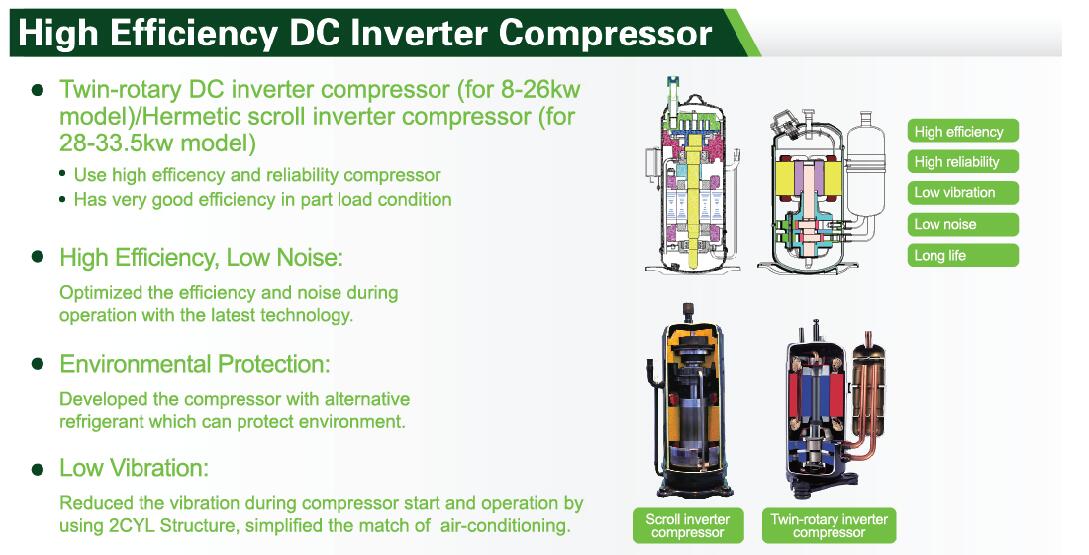 High Efficiency DC Inverter Compressor
Twin-rotary DC inverter compressor (for 8-26kw
model)/Hermetic scroll inverter compressor (for
28-33.5kw model)
Use high efficency and reliability compressor
Has very good efficiency in part load condition
High Efficiency, Low Noise:
Optimized the efficiency and noise during
operation with the latest technology.
Environmental Protection:
Developed the compressor with alternative
refrigerant which can protect environment.
Low Vibration:
Reduced the vibration during compressor start and operation by
using 2CYL Structure, simplified the match of air-conditioning.
High efficiency
High reliability
Low vibration
Low noise
Long life
Scroll inverter
compressor
Twin-rotary inverter
compressor